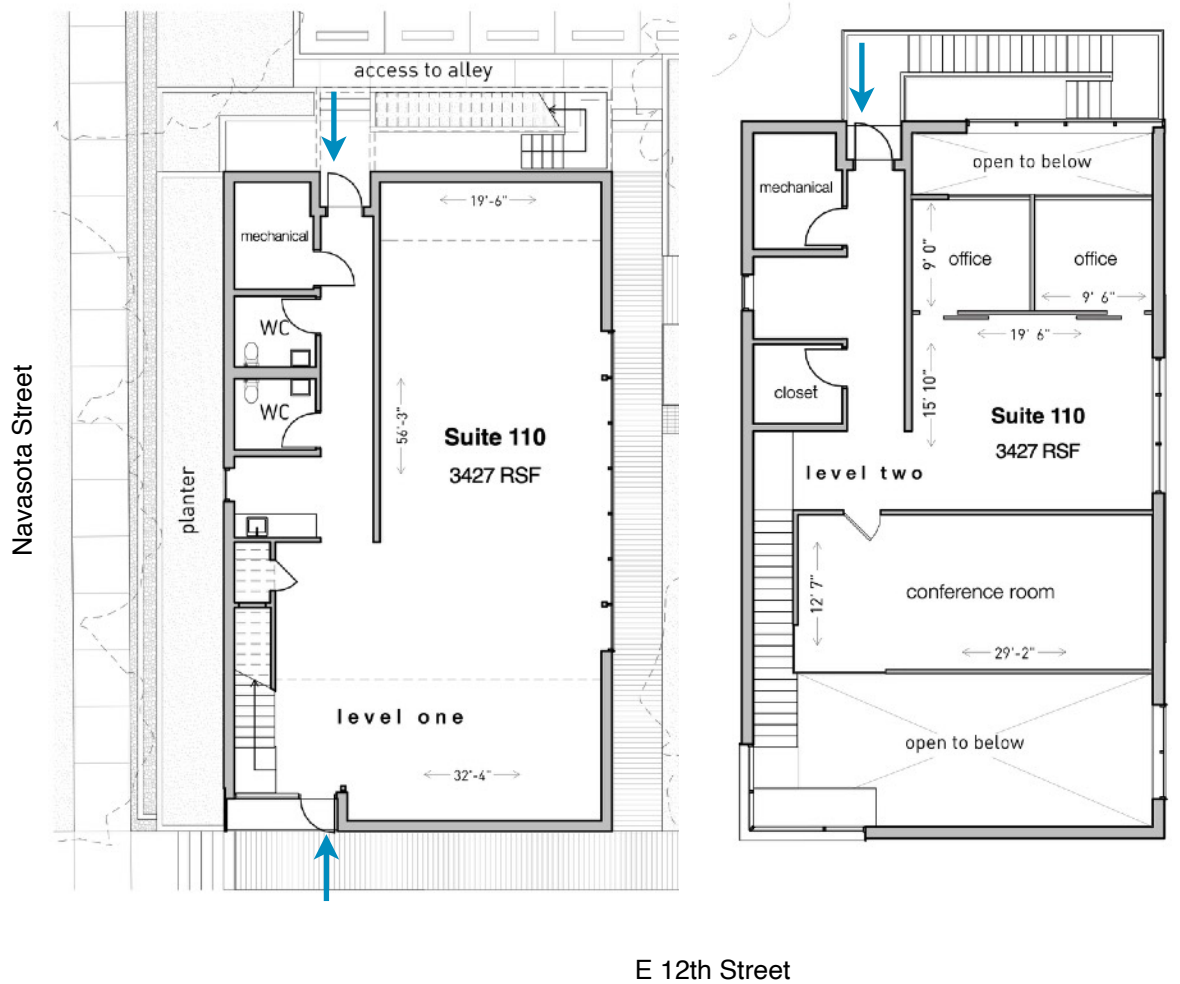 access to alley
19'-6"
mechanical
WC
WC
56'-3"
Suite 110
3427 RSF
planter
Navasota Street
level one
32'-4"
open to below
mechanical
9' 0"
office
office
9' 6"
19' 6"
15' 10"
closet
Suite 110
3427 RSF
level two
12' 7"
conference room
29'-2"
open to below
E 12th Street